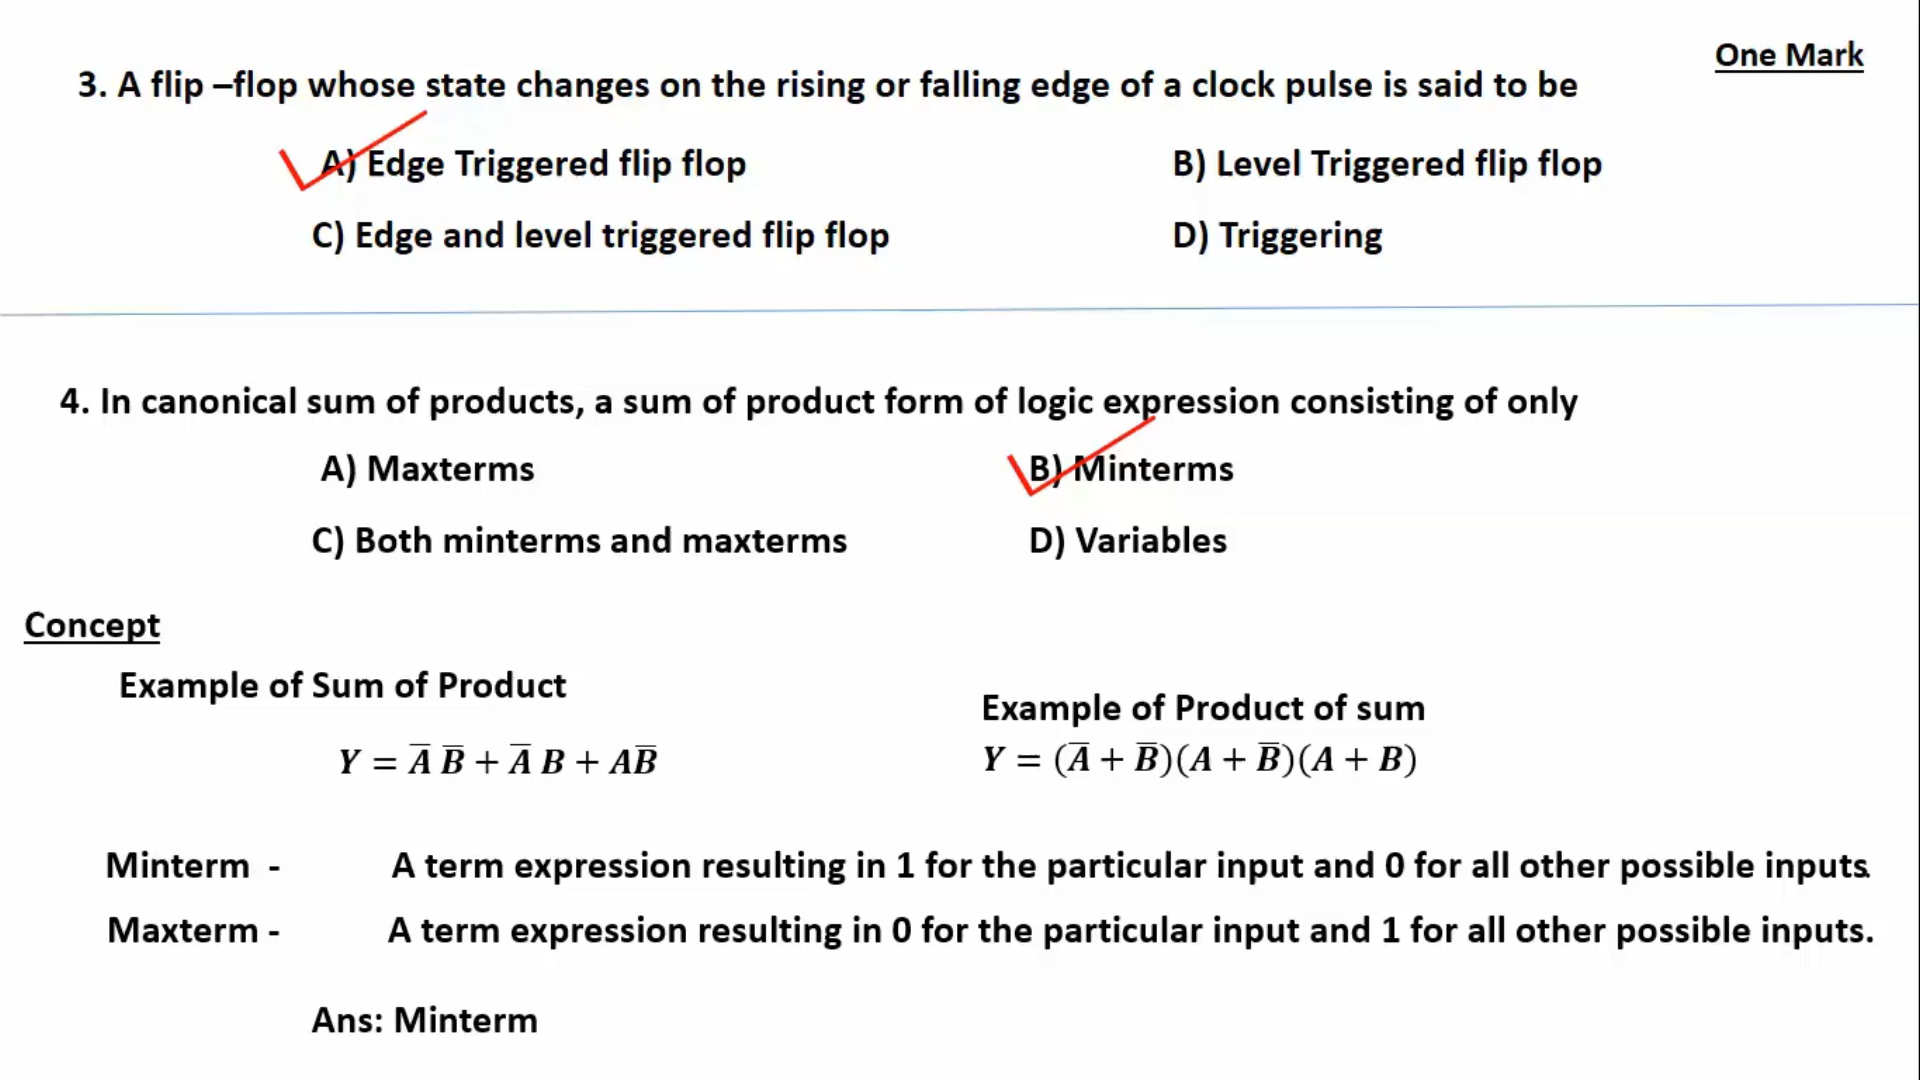 One Mark
3. A flip –flop whose state changes on the rising or falling edge of a clock pulse is said to be
A) Edge Triggered flip flop B) Level Triggered flip flop
C) Edge and level triggered flip flop D) Triggering
4. In canonical sum of products, a sum of product form of logic expression consisting of only
A) Maxterms B) Minterms
C) Both minterms and maxterms D) Variables
Concept
Example of Sum of Product
Example of Product of sum
Y = A̅ B̅ + A̅ B + AB̅
Y = (A̅ + B̅)(A + B̅)(A + B)
Minterm - A term expression resulting in 1 for the particular input and 0 for all other possible inputs.
Maxterm - A term expression resulting in 0 for the particular input and 1 for all other possible inputs.
Ans: Minterm